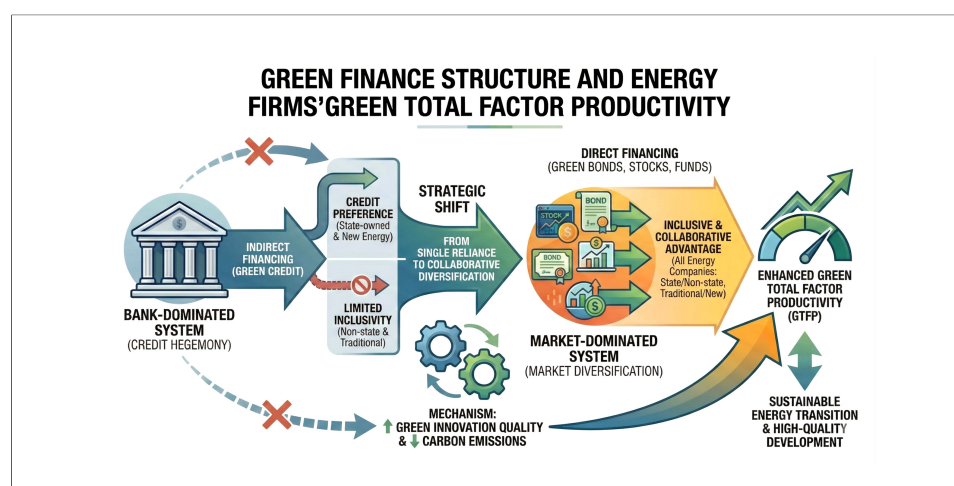 GREEN FINANCE STRUCTURE AND ENERGY
FIRMS'GREEN TOTAL FACTOR PRODUCTIVITY
BANK-DOMINATED
SYSTEM
(CREDIT HEGEMONY)
INDIRECT
FINANCING
(GREEN CREDIT)
CREDIT
PREFERENCE
(State-owned
& New Energy)
LIMITED
INCLUSIVITY
(Non-state &
Traditional)
STRATEGIC
SHIFT
FROM
SINGLE RELIANCE
TO COLLABORATIVE
DIVERSIFICATION
MECHANISM:
GREEN INNOVATION QUALITY
& CARBON EMISSIONS
DIRECT FINANCING
(GREEN BONDS, STOCKS, FUNDS)
BOND
STOCK
BOND
INCLUSIVE &
COLLABORATIVE
ADVANTAGE
(All Energy
Companies:
State/Non-state,
Traditional/New)
MARKET-DOMINATED
SYSTEM
(MARKET DIVERSIFICATION)
ENHANCED GREEN
TOTAL FACTOR
PRODUCTIVITY
(GTFP)
SUSTAINABLE
ENERGY TRANSITION
& HIGH-QUALITY
DEVELOPMENT